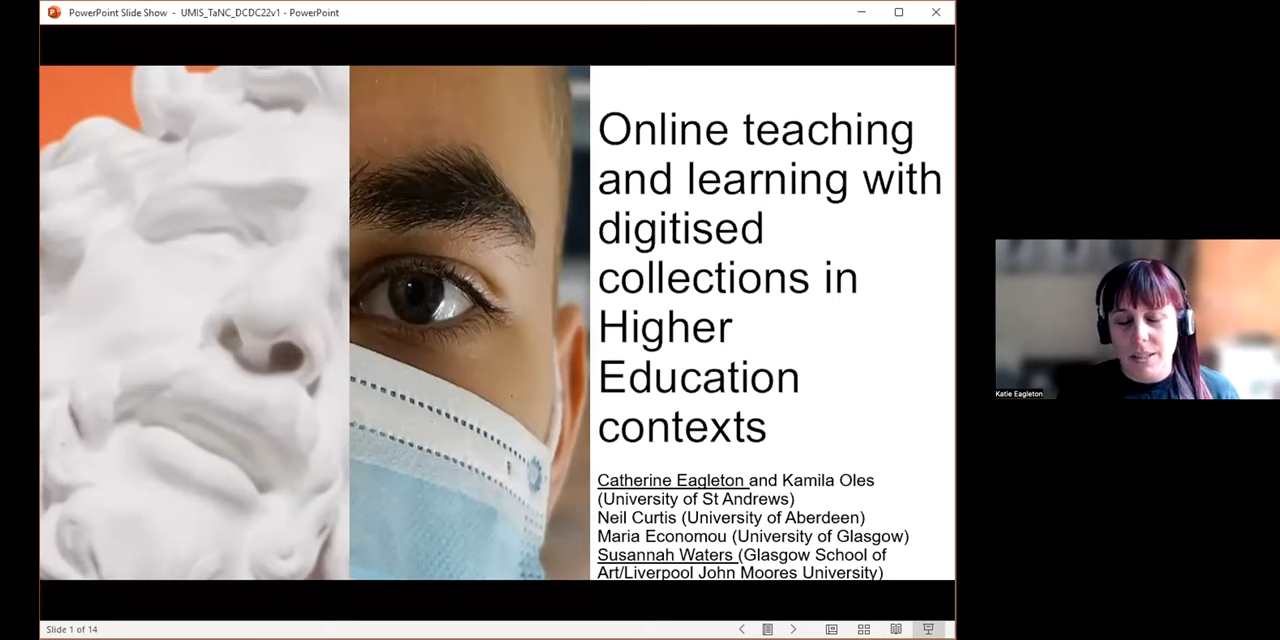 PowerPoint Slide Show - UMIS_TaNC_DCDC22v1 - PowerPoint
Online teaching
and learning with
digitised
collections in
Higher
Education
contexts
Catherine Eagleton and Kamila Oles
(University of St Andrews)
Neil Curtis (University of Aberdeen)
Maria Economou (University of Glasgow)
Susannah Waters (Glasgow School of
Art/Liverpool John Moores University)
Katie Eagleton
Slide 1 of 14